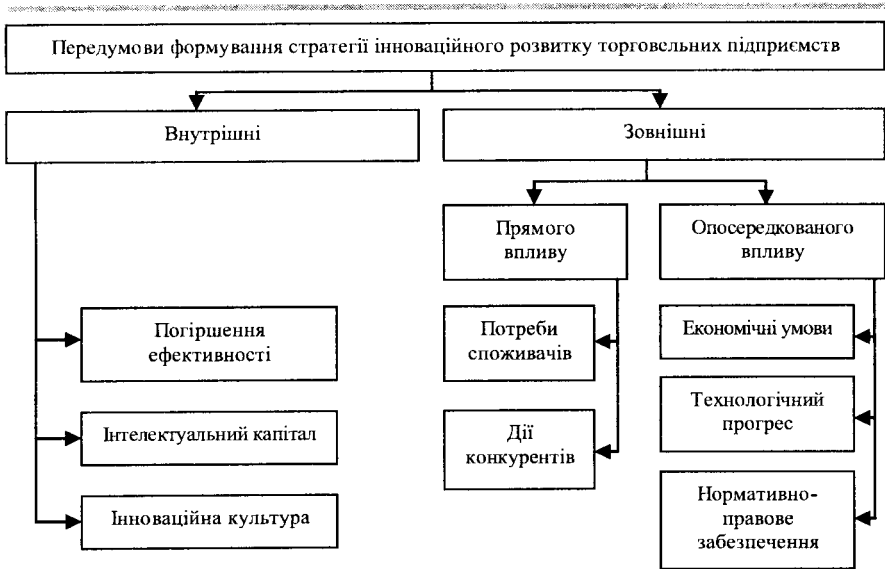 Передумови формування стратегії інноваційного розвитку торговельних підприємств
Внутрішні
Зовнішні
Прямого
впливу
Опосередкованого
впливу
Погіршення
ефективності
Інтелектуальний капітал
Інноваційна культура
Потреби
споживачів
Дії
конкурентів
Економічні умови
Технологічний
прогрес
Нормативно-
правове
забезпечення